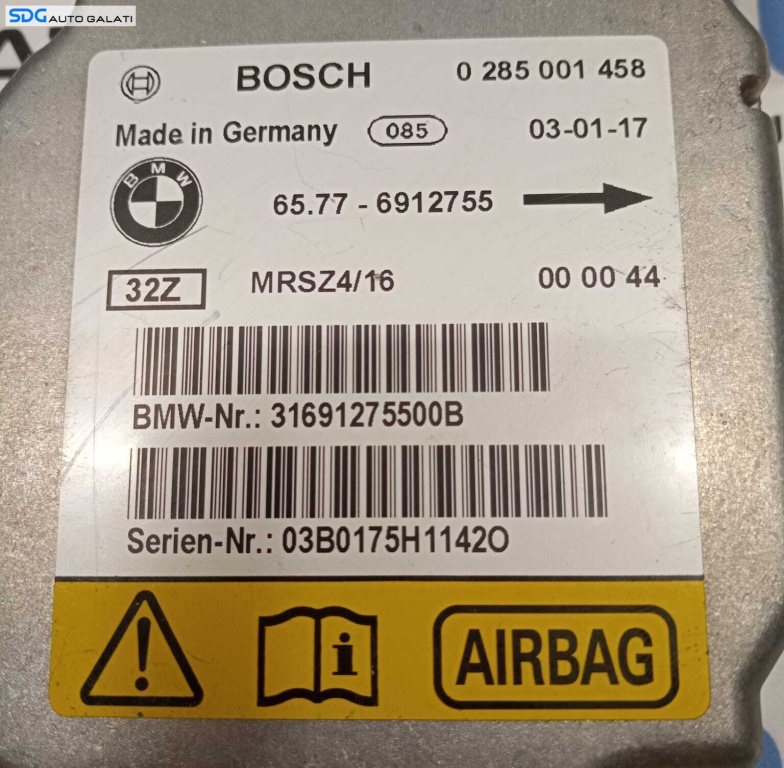 SDG AUTO GALATI
BOSCH 0 285 001 458
Made in Germany 085 03-01-17
BMW
65.77 - 6912755
32Z MRSZ4/16 00 00 44
BMW-Nr.: 31691275500B
Serien-Nr.: 03B0175H1142O
i AIRBAG